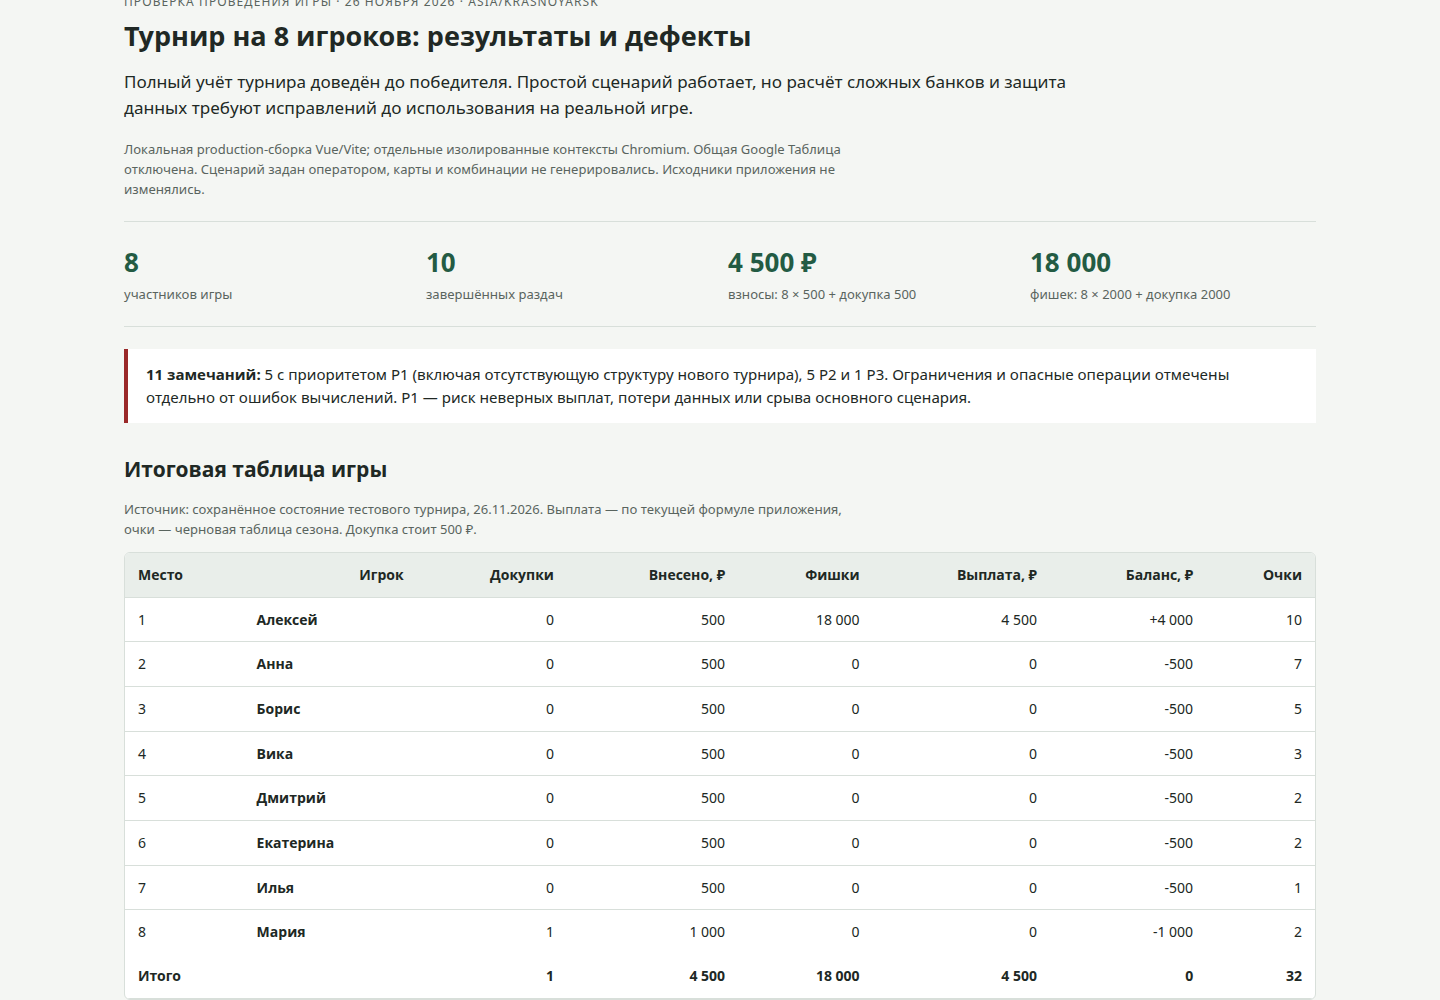 ПРОВЕРКА ПРОВЕДЕНИЯ ИГРЫ · 26 НОЯБРЯ 2026 · ASIA/KRASNOYARSK
Турнир на 8 игроков: результаты и дефекты
Полный учёт турнира доведён до победителя. Простой сценарий работает, но расчёт сложных банков и защита
данных требуют исправлений до использования на реальной игре.
Локальная production-сборка Vue/Vite; отдельные изолированные контексты Chromium. Общая Google Таблица
отключена. Сценарий задан оператором, карты и комбинации не генерировались. Исходники приложения не
изменялись.
8 10 4 500 ₽ 18 000
участников игры завершённых раздач взносы: 8 × 500 + докупка 500 фишек: 8 × 2000 + докупка 2000
11 замечаний: 5 с приоритетом P1 (включая отсутствующую структуру нового турнира), 5 P2 и 1 P3. Ограничения и опасные операции отмечены
отдельно от ошибок вычислений. P1 — риск неверных выплат, потери данных или срыва основного сценария.
Итоговая таблица игры
Источник: сохранённое состояние тестового турнира, 26.11.2026. Выплата — по текущей формуле приложения,
очки — черновая таблица сезона. Докупка стоит 500 ₽.
Место Игрок Докупки Внесено, ₽ Фишки Выплата, ₽ Баланс, ₽ Очки
1 Алексей 0 500 18 000 4 500 +4 000 10
2 Анна 0 500 0 0 -500 7
3 Борис 0 500 0 0 -500 5
4 Вика 0 500 0 0 -500 3
5 Дмитрий 0 500 0 0 -500 2
6 Екатерина 0 500 0 0 -500 2
7 Илья 0 500 0 0 -500 1
8 Мария 1 1 000 0 0 -1 000 2
Итого 1 4 500 18 000 4 500 0 32